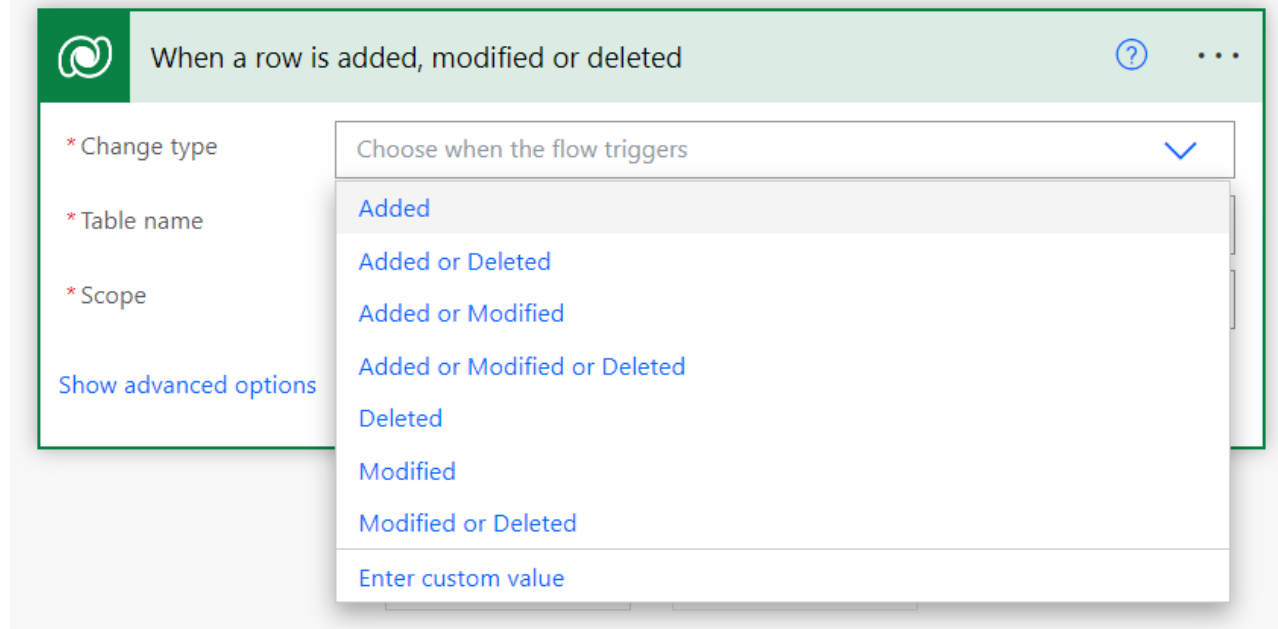 When a row is added, modified or deleted
* Change type
Choose when the flow triggers
* Table name
* Scope
Show advanced options
Added
Added or Deleted
Added or Modified
Added or Modified or Deleted
Deleted
Modified
Modified or Deleted
Enter custom value